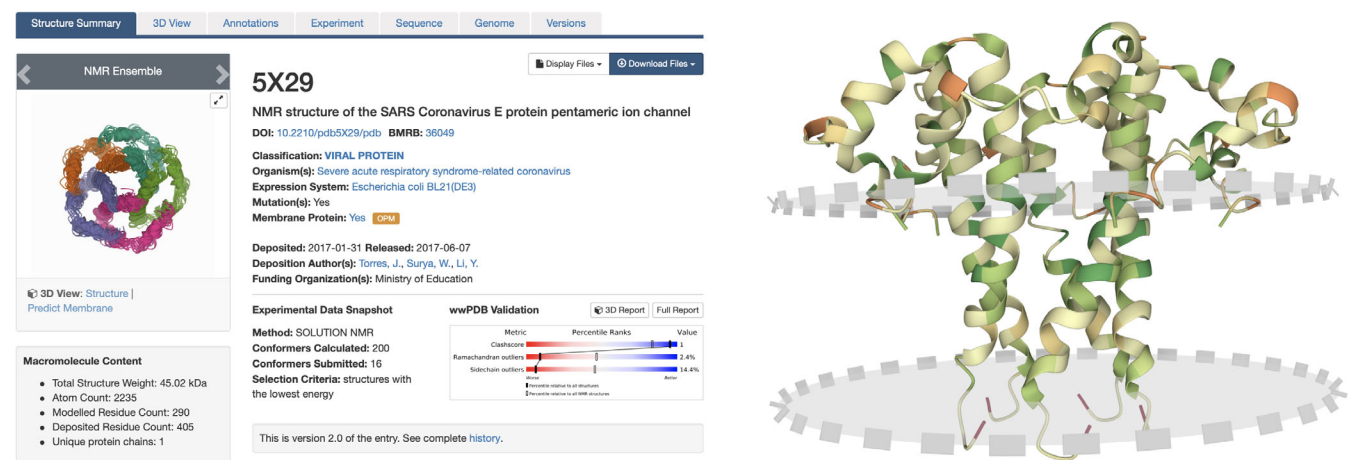 Structure Summary 3D View Annotations Experiment Sequence Genome Versions
NMR Ensemble
3D View: Structure |
Predict Membrane
Macromolecule Content
Total Structure Weight: 45.02 kDa
Atom Count: 2235
Modelled Residue Count: 290
Deposited Residue Count: 405
Unique protein chains: 1
Display Files Download Files
5X29
NMR structure of the SARS Coronavirus E protein pentameric ion channel
DOI: 10.2210/pdb5X29/pdb BMRB: 36049
Classification: VIRAL PROTEIN
Organism(s): Severe acute respiratory syndrome-related coronavirus
Expression System: Escherichia coli BL21(DE3)
Mutation(s): Yes
Membrane Protein: Yes OPM
Deposited: 2017-01-31 Released: 2017-06-07
Deposition Author(s): Torres, J., Surya, W., Li, Y.
Funding Organization(s): Ministry of Education
Experimental Data Snapshot
Method: SOLUTION NMR
Conformers Calculated: 200
Conformers Submitted: 16
Selection Criteria: structures with
the lowest energy
wwPDB Validation 3D Report Full Report
Metric Percentile Ranks Value
Clashscore 1
Ramachandran outliers 2.4%
Sidechain outliers 14.4%
Worse Better
Percentile relative to all structures
Percentile relative to all NMR structures
This is version 2.0 of the entry. See complete history.